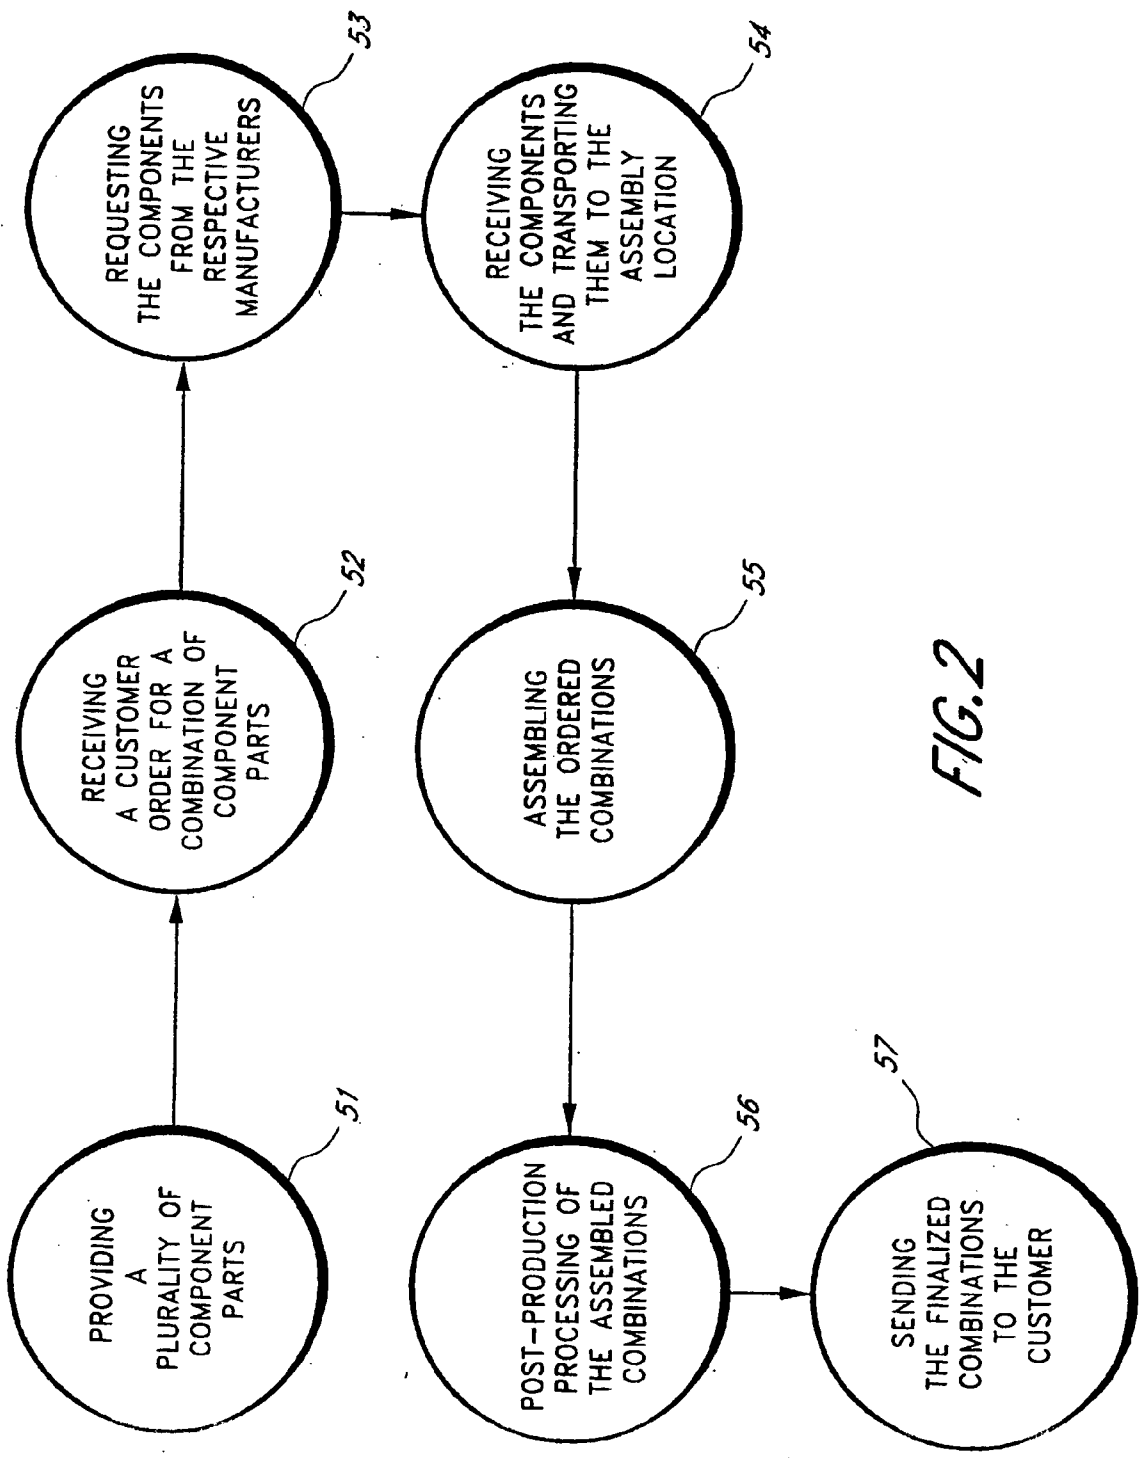 PROVIDING
A
PLURALITY OF
COMPONENT
PARTS
51
RECEIVING
A CUSTOMER
ORDER FOR A
COMBINATION OF
COMPONENT
PARTS
52
REQUESTING
THE COMPONENTS
FROM THE
RESPECTIVE
MANUFACTURERS
53
RECEIVING
THE COMPONENTS
AND TRANSPORTING
THEM TO THE
ASSEMBLY
LOCATION
54
ASSEMBLING
THE ORDERED
COMBINATIONS
55
POST-PRODUCTION
PROCESSING OF
THE ASSEMBLED
COMBINATIONS
56
SENDING
THE FINALIZED
COMBINATIONS
TO THE
CUSTOMER
57
FIG.2